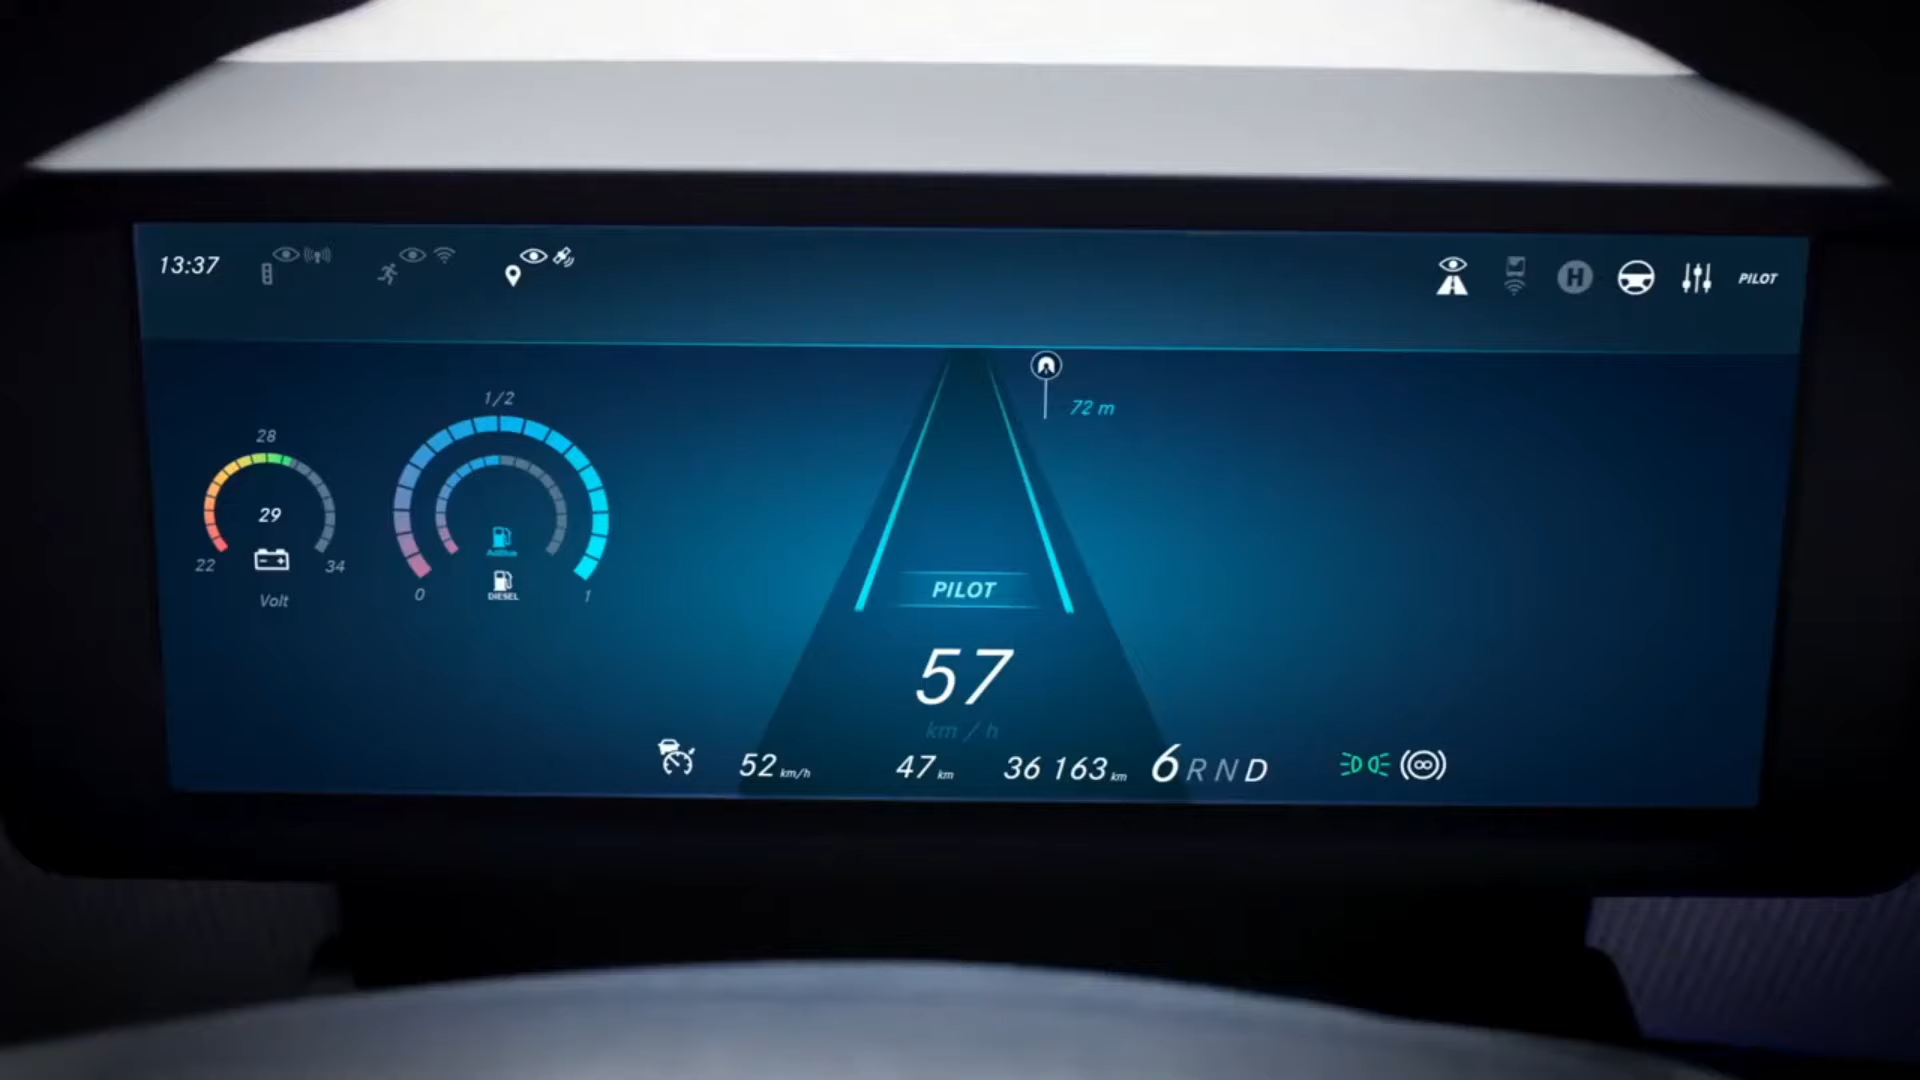 13:37
H
PILOT
72 m
1/2
28
29
22
34
Volt
AdBlue
DIESEL
0
1
PILOT
57
km / h
52 km/h
47 km
36 163 km
6 R N D